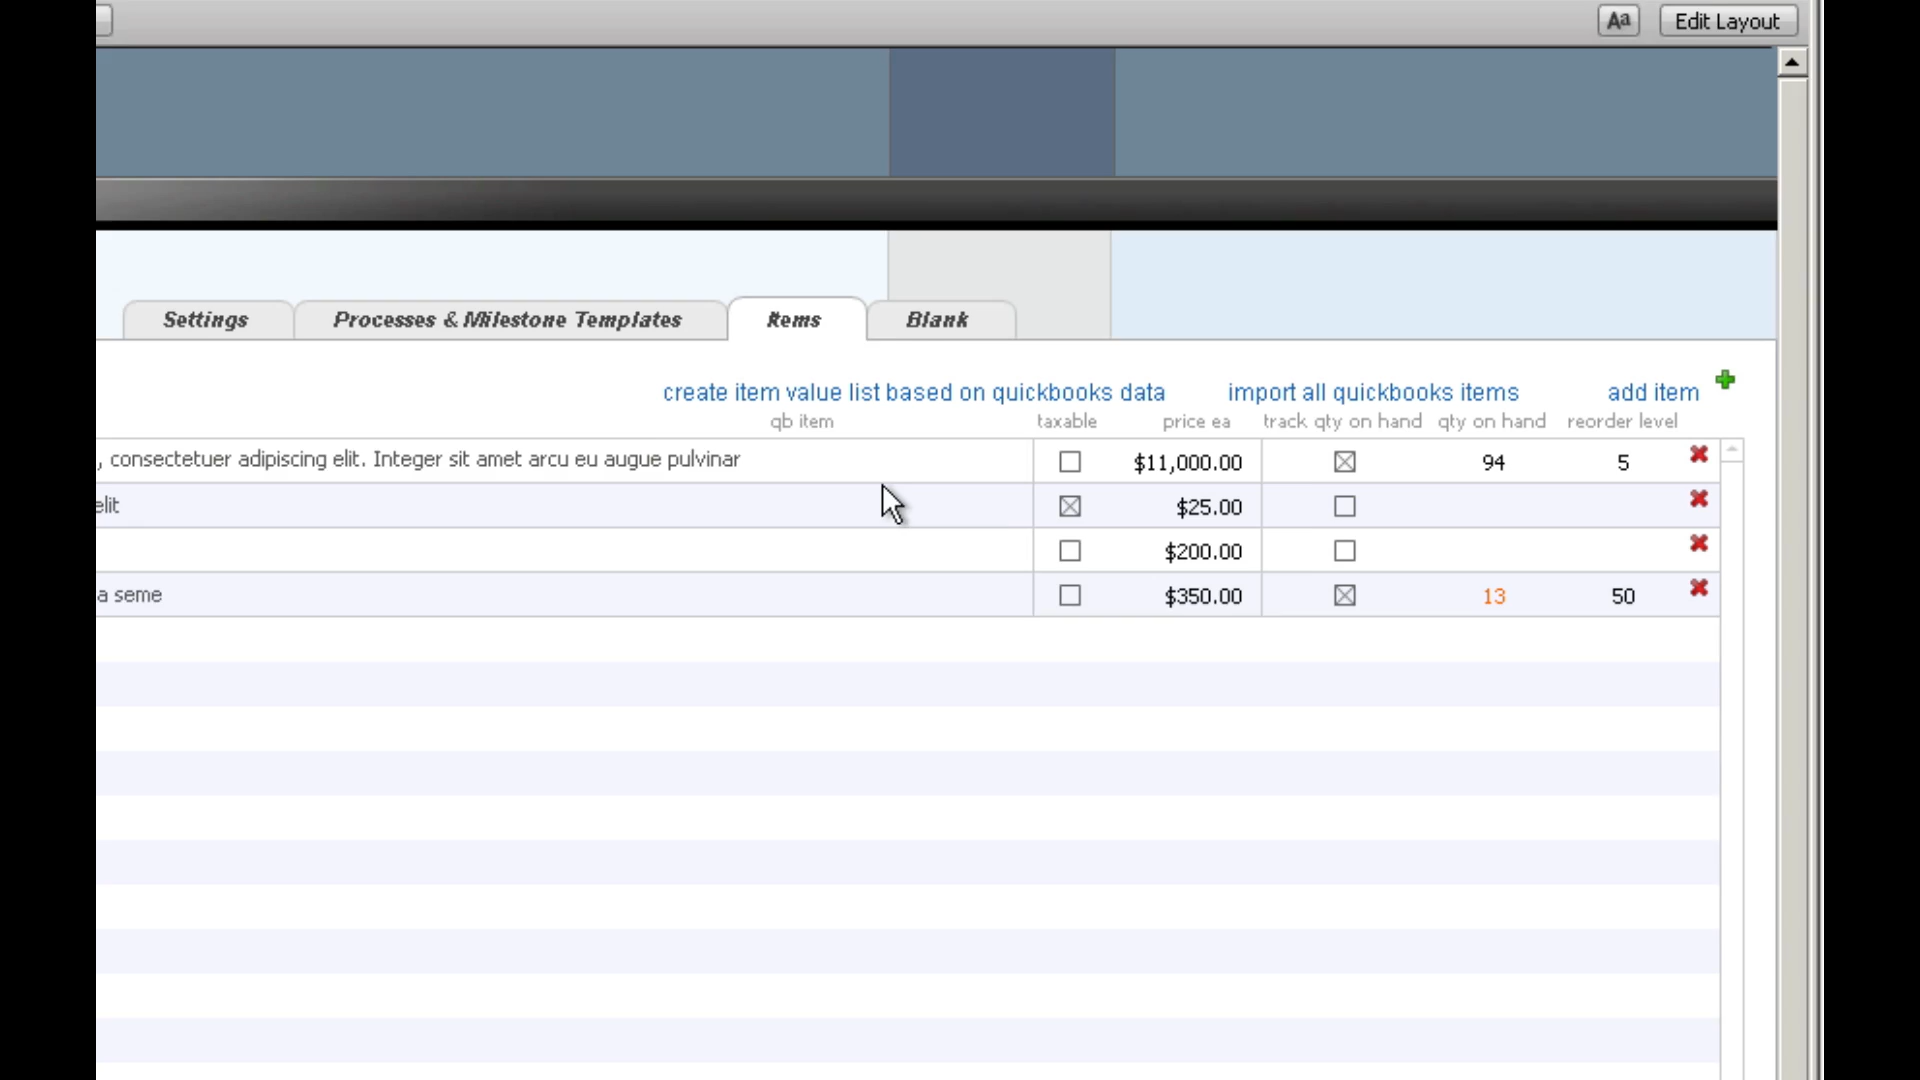 Aa Edit Layout
Settings Processes & Milestone Templates Items Blank
create item value list based on quickbooks data import all quickbooks items add item
qb item taxable price ea track qty on hand qty on hand reorder level
, consectetuer adipiscing elit. Integer sit amet arcu eu augue pulvinar $11,000.00 94 5
elit $25.00
$200.00
a seme $350.00 13 50